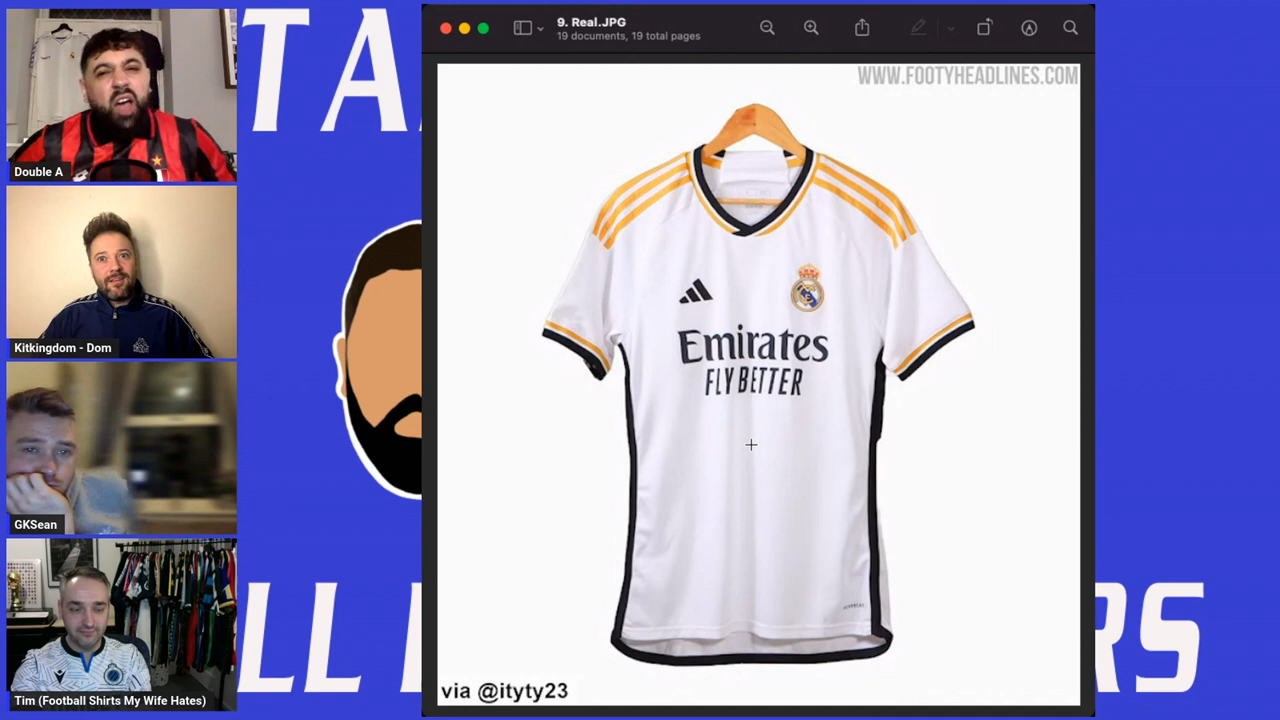 9. Real.JPG
19 documents, 19 total pages
TA
WWW.FOOTYHEADLINES.COM
Double A
Emirates
FLY BETTER
Kitkingdom - Dom
GKSean
LL
RS
via @ityty23
Tim (Football Shirts My Wife Hates)